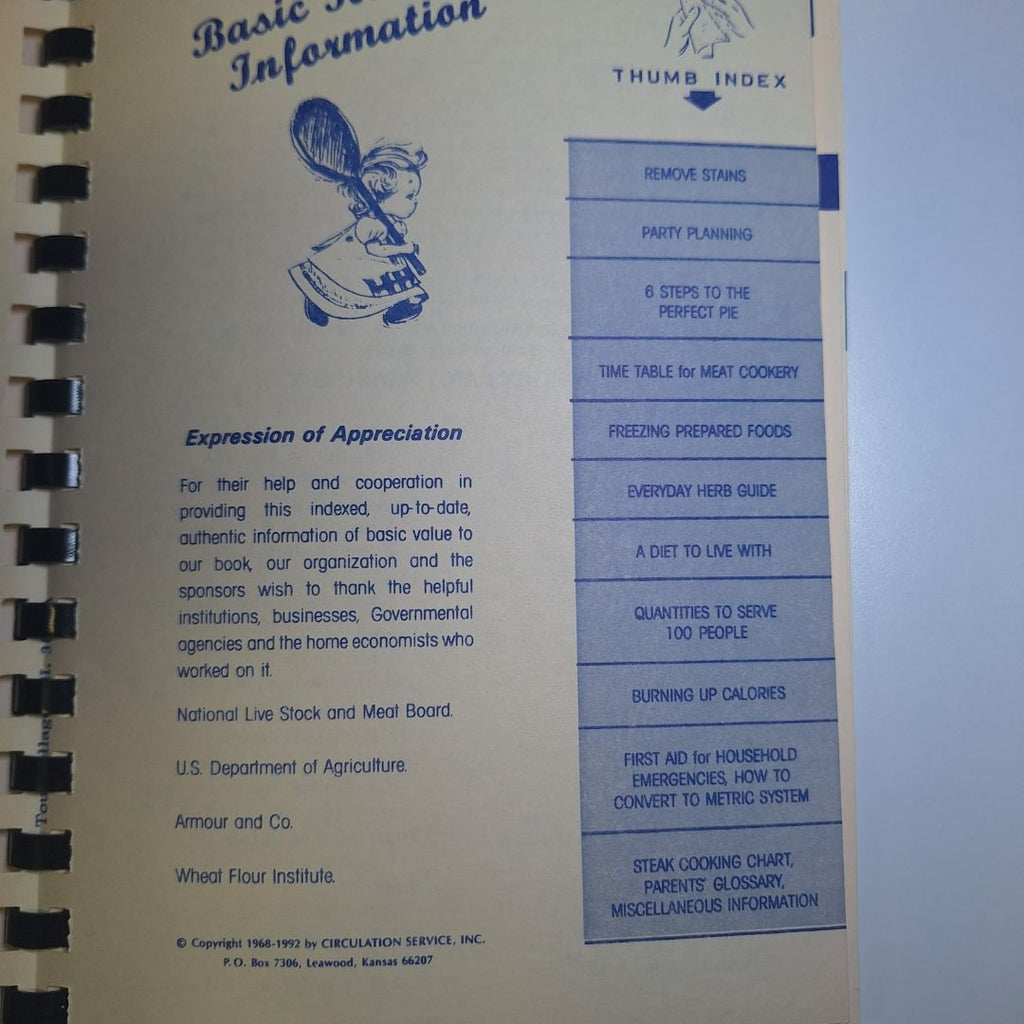 Basic
Information
THUMB INDEX
REMOVE STAINS
PARTY PLANNING
6 STEPS TO THE
PERFECT PIE
TIME TABLE for MEAT COOKERY
FREEZING PREPARED FOODS
EVERYDAY HERB GUIDE
A DIET TO LIVE WITH
QUANTITIES TO SERVE
100 PEOPLE
BURNING UP CALORIES
FIRST AID for HOUSEHOLD
EMERGENCIES, HOW TO
CONVERT TO METRIC SYSTEM
STEAK COOKING CHART,
PARENTS' GLOSSARY,
MISCELLANEOUS INFORMATION
Expression of Appreciation
For their help and cooperation in
providing this indexed, up-to-date,
authentic information of basic value to
our book, our organization and the
sponsors wish to thank the helpful
institutions, businesses, Governmental
agencies and the home economists who
worked on it.
National Live Stock and Meat Board.
U.S. Department of Agriculture.
Armour and Co.
Wheat Flour Institute.
© Copyright 1968-1992 by CIRCULATION SERVICE, INC.
P.O. Box 7306, Leawood, Kansas 66207